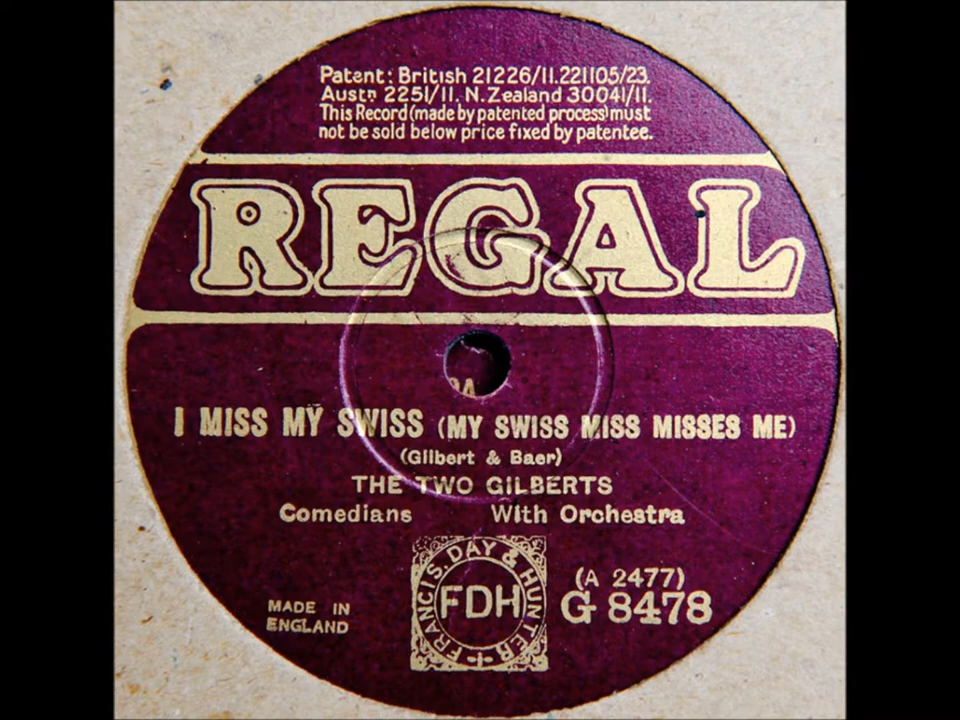 Patent: British 21226/11.221105/23.
Austn 2251/11. N.Zealand 30041/11.
This Record (made by patented process) must
not be sold below price fixed by patentee.
REGAL
I MISS MY SWISS (MY SWISS MISS MISSES ME)
(Gilbert & Baer)
THE TWO GILBERTS
Comedians With Orchestra
FRANCIS, DAY & HUNTER
FDH
(A 2477)
G 8478
MADE IN
ENGLAND